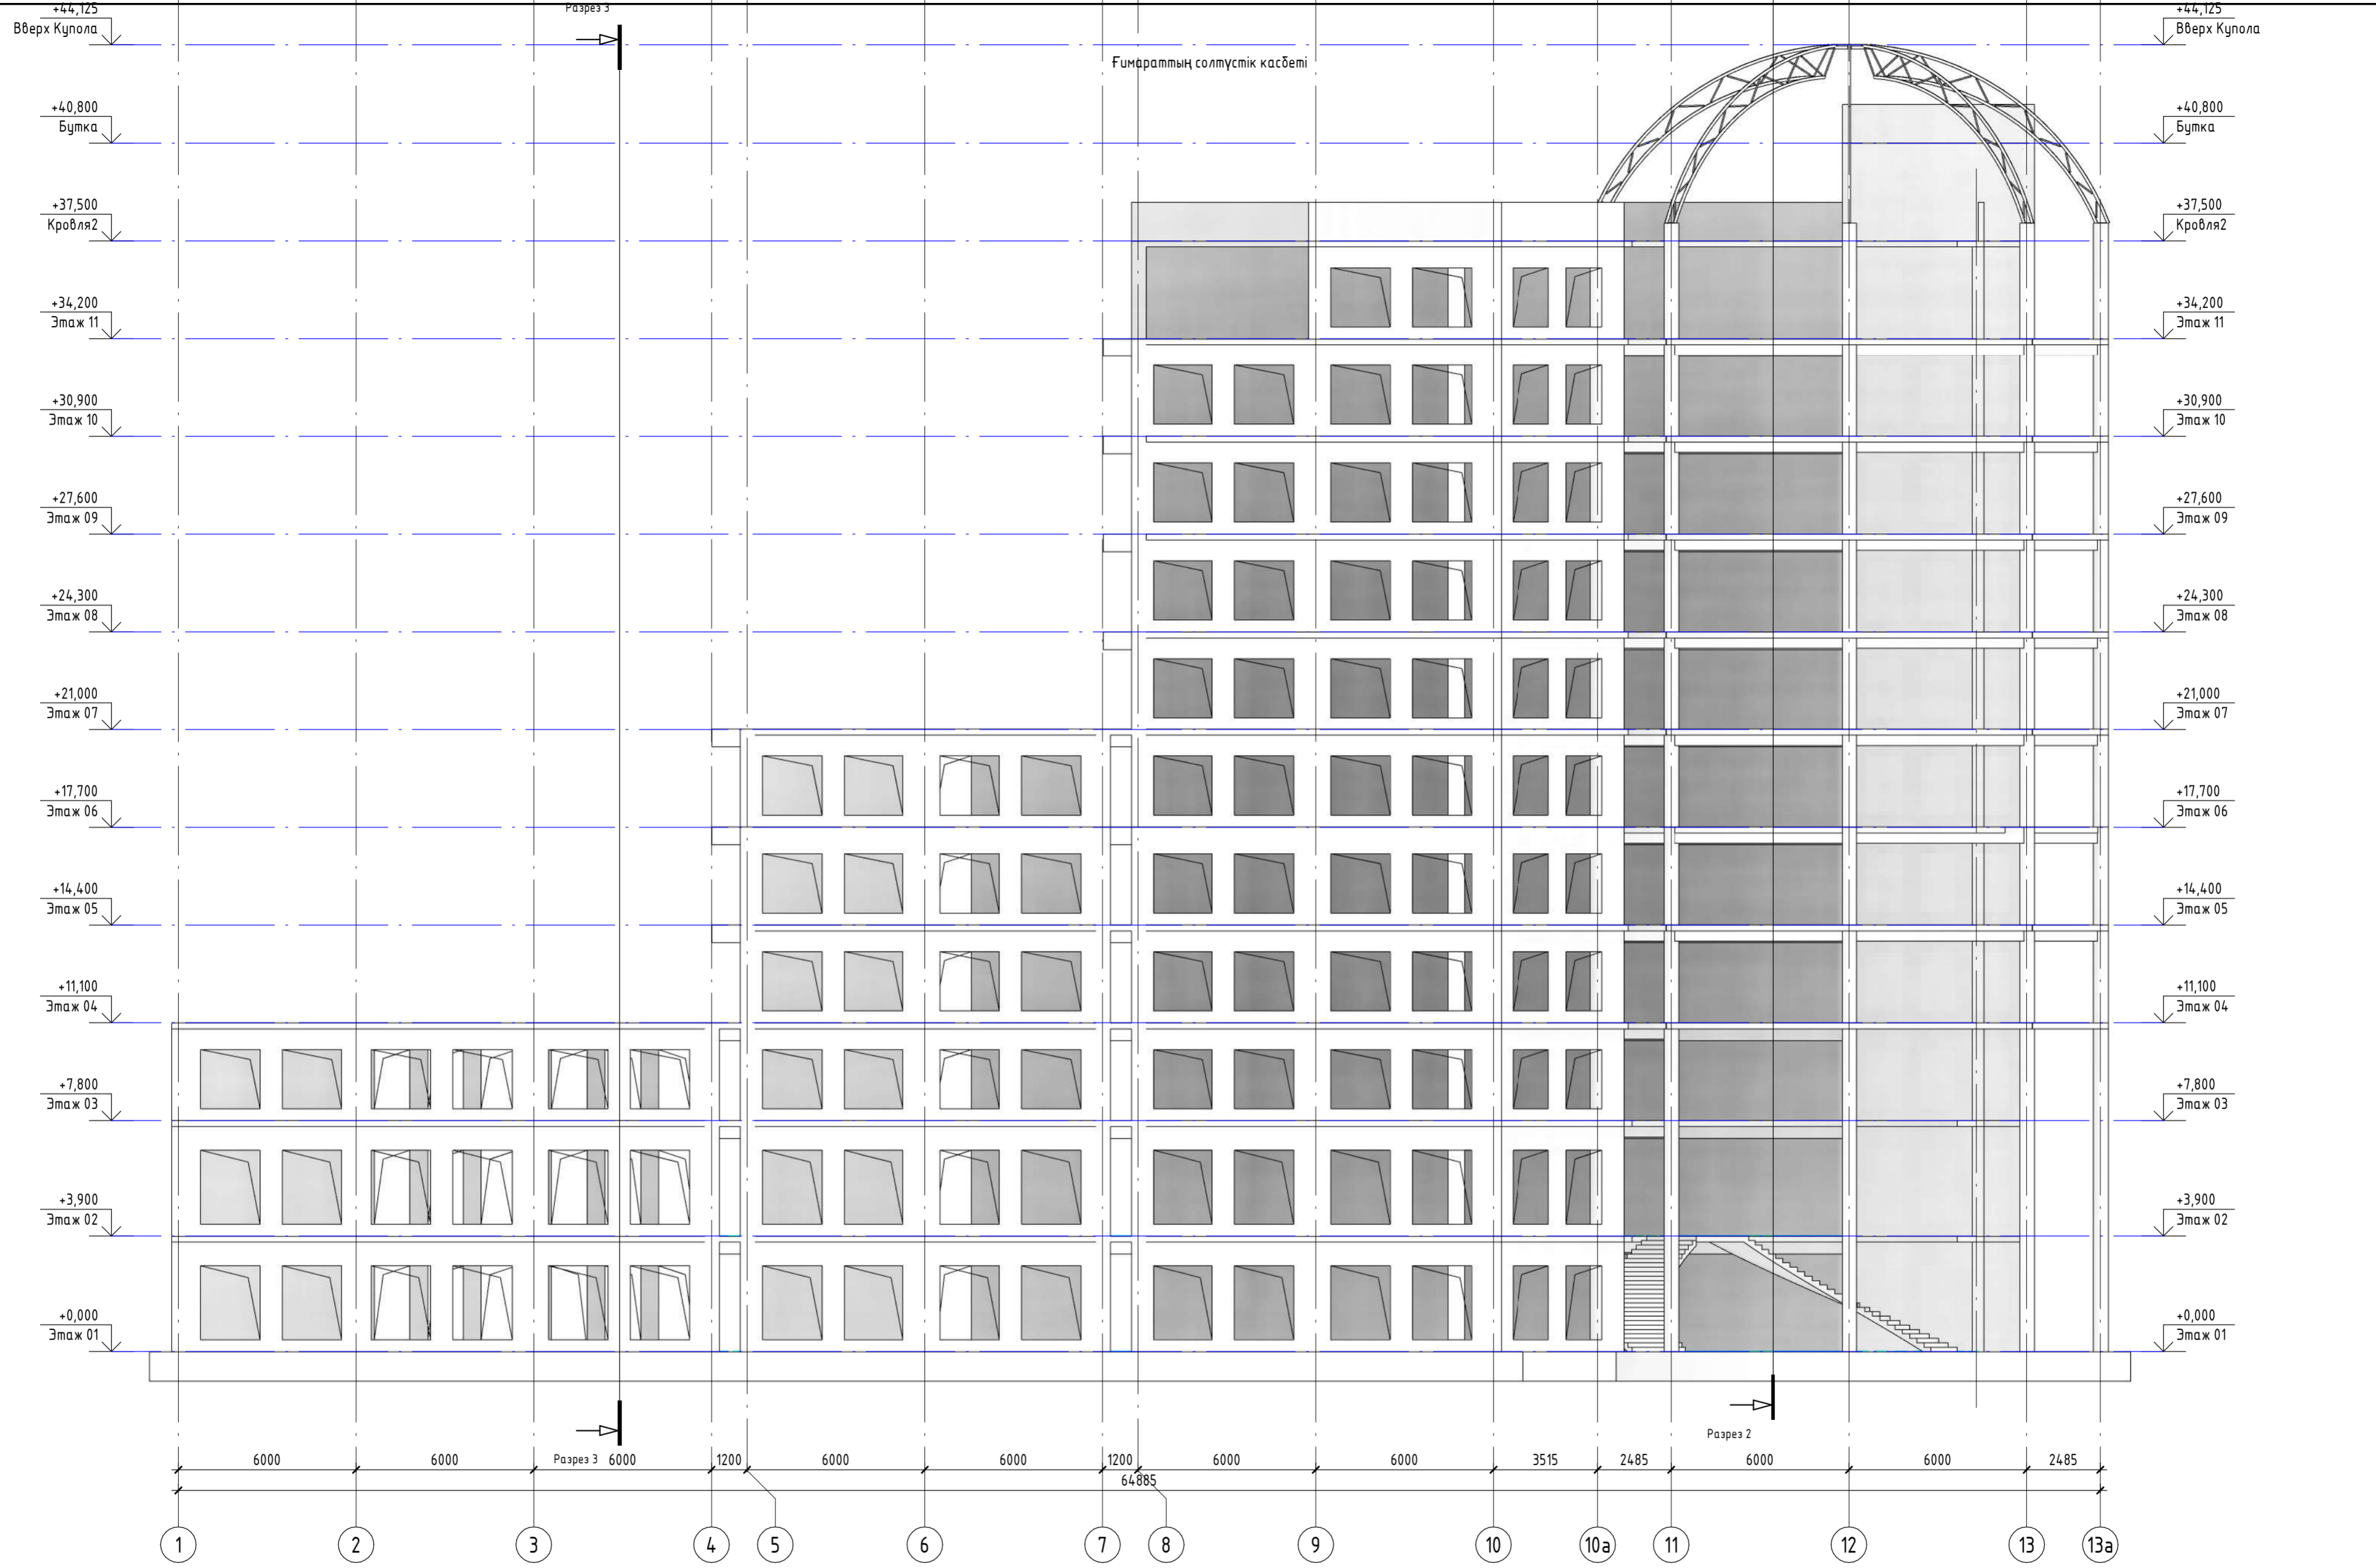 +44,125
Вверх Купола
Разрез 3
+44,125
Вверх Купола
Ғимараттың солтүстік касбеті
+40,800
Бутка
+40,800
Бутка
+37,500
Кровля2
+37,500
Кровля2
+34,200
Этаж 11
+34,200
Этаж 11
+30,900
Этаж 10
+30,900
Этаж 10
+27,600
Этаж 09
+27,600
Этаж 09
+24,300
Этаж 08
+24,300
Этаж 08
+21,000
Этаж 07
+21,000
Этаж 07
+17,700
Этаж 06
+17,700
Этаж 06
+14,400
Этаж 05
+14,400
Этаж 05
+11,100
Этаж 04
+11,100
Этаж 04
+7,800
Этаж 03
+7,800
Этаж 03
+3,900
Этаж 02
+3,900
Этаж 02
+0,000
Этаж 01
+0,000
Этаж 01
Разрез 2
Разрез 3
6000 6000 6000 1200 6000 6000 1200 6000 6000 3515 2485 6000 6000 2485
64885
1 2 3 4 5 6 7 8 9 10 10а 11 12 13 13а